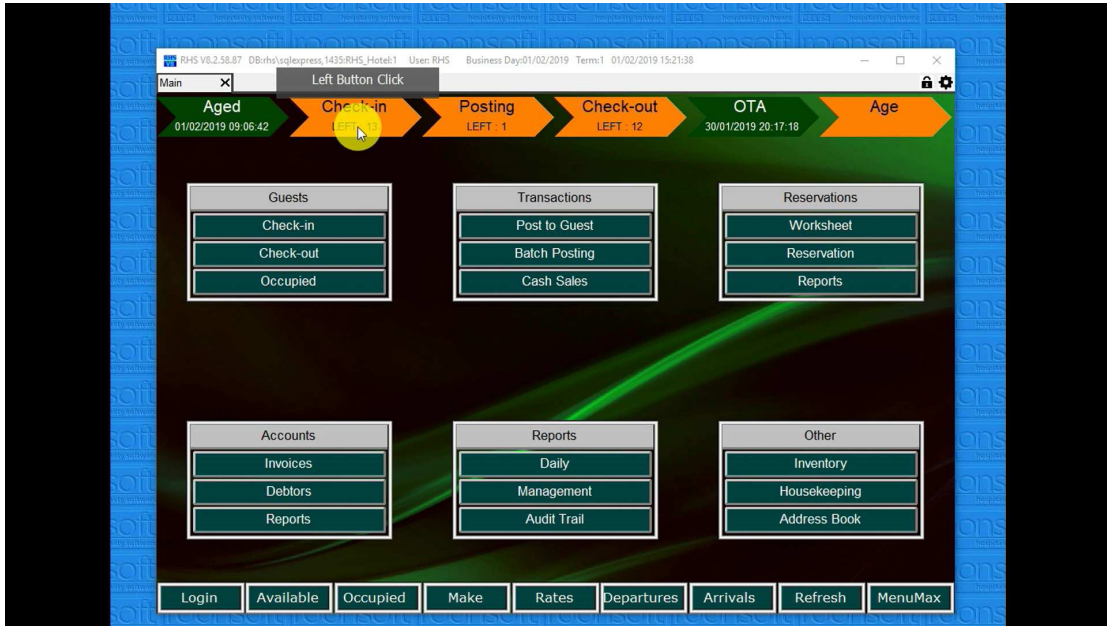 RHS V8.2.58.87 DB:rhs\sqlexpress,1435:RHS_Hotel:1 User: RHS Business Day:01/02/2019 Term:1 01/02/2019 15:21:38
Main
Left Button Click
Aged Check-in Posting Check-out OTA Age
01/02/2019 09:06:42 LEFT : 13 LEFT : 1 LEFT : 12 30/01/2019 20:17:18
Guests Transactions Reservations
Check-in Post to Guest Worksheet
Check-out Batch Posting Reservation
Occupied Cash Sales Reports
Accounts Reports Other
Invoices Daily Inventory
Debtors Management Housekeeping
Reports Audit Trail Address Book
Login Available Occupied Make Rates Departures Arrivals Refresh MenuMax